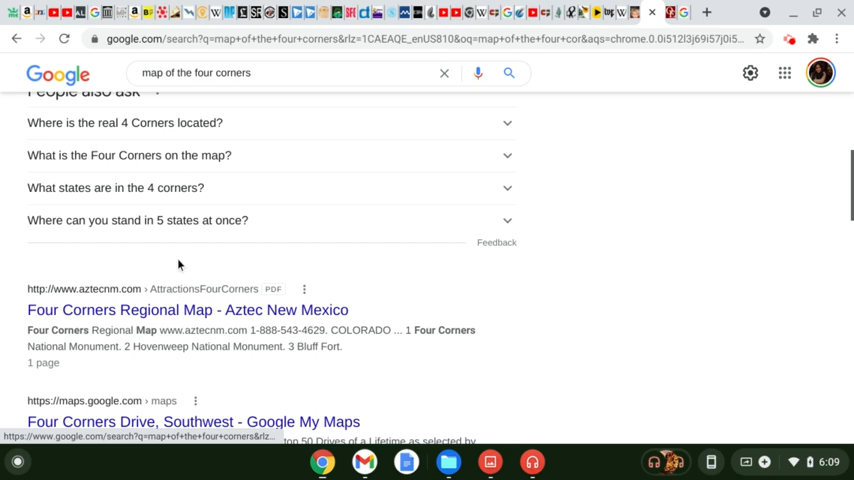 google.com/search?q=map+of+the+four+corners&rlz=1CAEAQE_enUS810&oq=map+of+the+four+cor&aqs=chrome.0.0i512l3j69i57j0i5...
Google
map of the four corners
People also ask
Where is the real 4 Corners located?
What is the Four Corners on the map?
What states are in the 4 corners?
Where can you stand in 5 states at once?
Feedback
http://www.aztecnm.com › AttractionsFourCorners PDF
Four Corners Regional Map - Aztec New Mexico
Four Corners Regional Map www.aztecnm.com 1-888-543-4629. COLORADO ... 1 Four Corners
National Monument. 2 Hovenweep National Monument. 3 Bluff Fort.
1 page
https://maps.google.com › maps
Four Corners Drive, Southwest - Google My Maps
top 50 Drives of a Lifetime as selected by
https://www.google.com/search?q=map+of+the+four+corners&rlz...
6:09